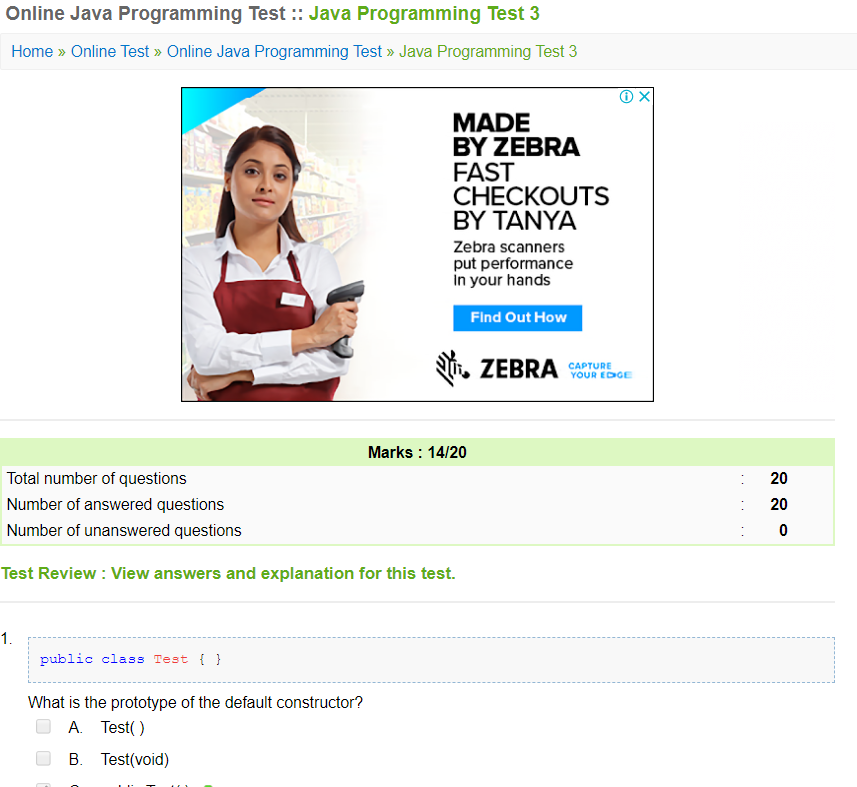 Online Java Programming Test :: Java Programming Test 3
Home » Online Test » Online Java Programming Test » Java Programming Test 3
MADE
BY ZEBRA
FAST
CHECKOUTS
BY TANYA
Zebra scanners
put performance
In your hands
Find Out How
ZEBRA
CAPTURE
YOUR EDGE
Marks : 14/20
Total number of questions : 20
Number of answered questions : 20
Number of unanswered questions : 0
Test Review : View answers and explanation for this test.
1.
public class Test { }
What is the prototype of the default constructor?
A. Test( )
B. Test(void)